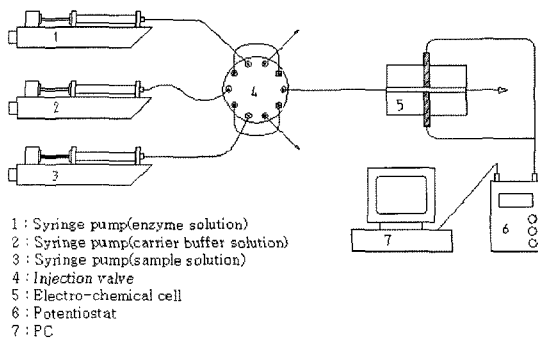 1
2
3
4
5
6
7
1 : Syringe pump(enzyme solution)
2 : Syringe pump(carrier buffer solution)
3 : Syringe pump(sample solution)
4 : Injection valve
5 : Electro-chemical cell
6 : Potentiostat
7 : PC